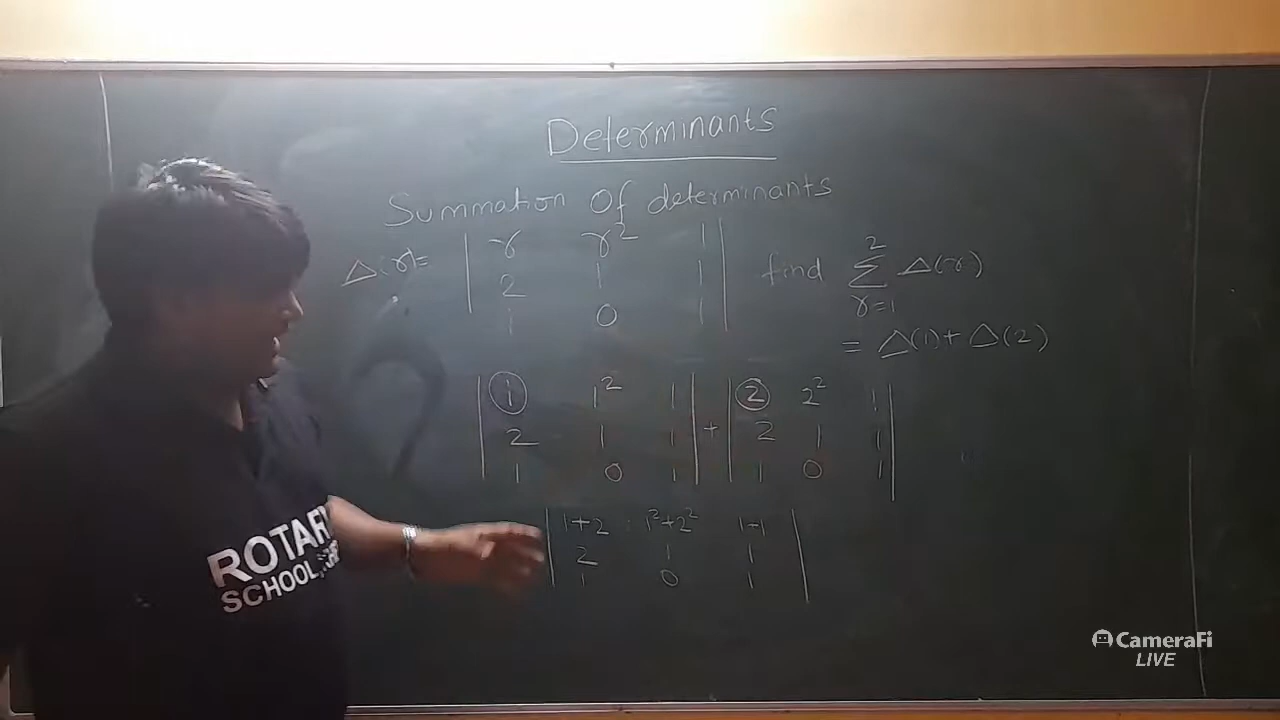 Determinants
Summation Of determinants
Δ(r)= | r r² 1 |
| 2 1 1 |
| 1 0 1 |
find Σ Δ(r)
2
r=1
= Δ(1)+ Δ(2)
| 1 1² 1 | + | 2 2² 1 |
| 2 1 1 | | 2 1 1 |
| 1 0 1 | | 1 0 1 |
| 1+2 1²+2² 1+1 |
| 2 1 1 |
| 1 0 1 |
ROTARY
SCHOOL,
CameraFi
LIVE